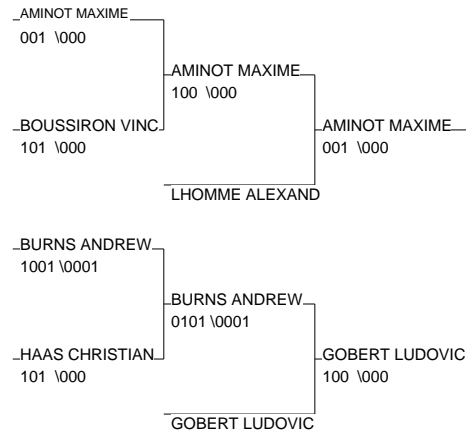 AMINOT MAXIME
001 \000
AMINOT MAXIME
100 \000
BOUSSIRON VINC
101 \000
AMINOT MAXIME
001 \000
LHOMME ALEXAND
BURNS ANDREW
1001 \0001
BURNS ANDREW
0101 \0001
HAAS CHRISTIAN
101 \000
GOBERT LUDOVIC
100 \000
GOBERT LUDOVIC